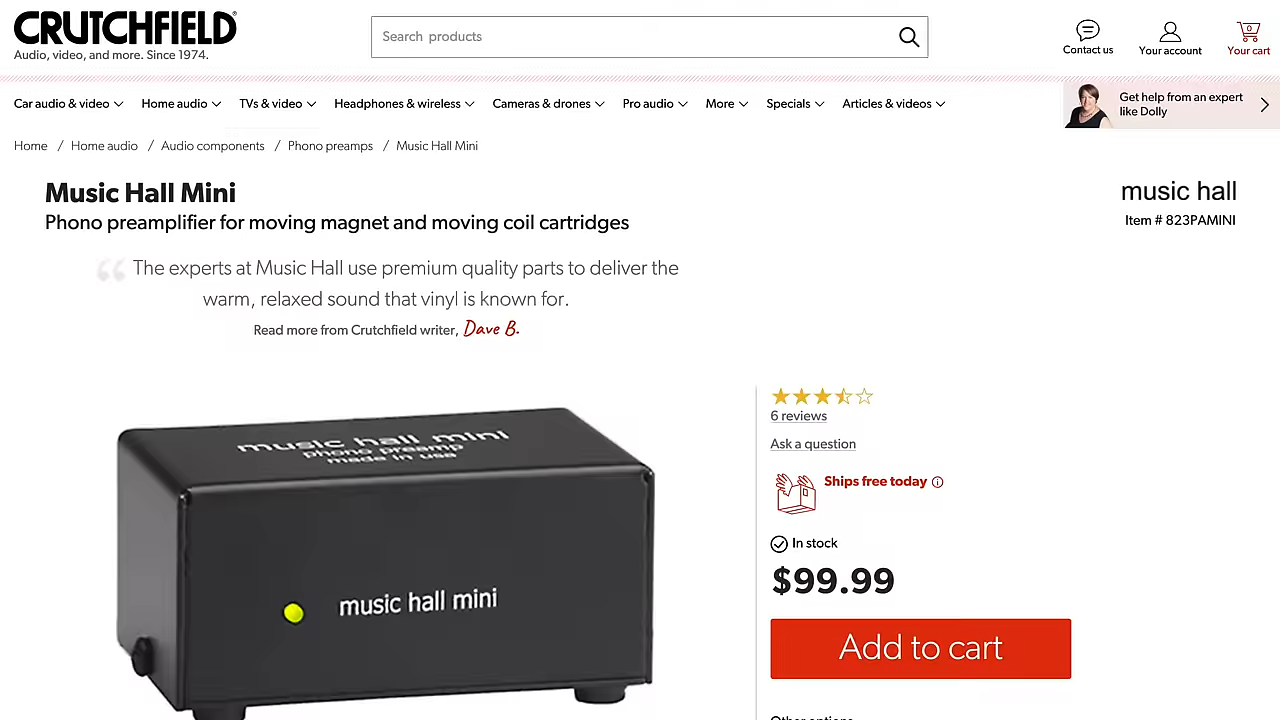 CRUTCHFIELD®
Audio, video, and more. Since 1974.
Search products
Contact us
Your account
0
Your cart
Car audio & video
Home audio
TVs & video
Headphones & wireless
Cameras & drones
Pro audio
More
Specials
Articles & videos
Get help from an expert
like Dolly
Home / Home audio / Audio components / Phono preamps / Music Hall Mini
Music Hall Mini
Phono preamplifier for moving magnet and moving coil cartridges
music hall
Item # 823PAMINI
“ The experts at Music Hall use premium quality parts to deliver the
warm, relaxed sound that vinyl is known for.
Read more from Crutchfield writer, Dave B.
music hall mini
phono preamp
made in usa
music hall mini
6 reviews
Ask a question
Ships free today
In stock
$99.99
Add to cart
Other options